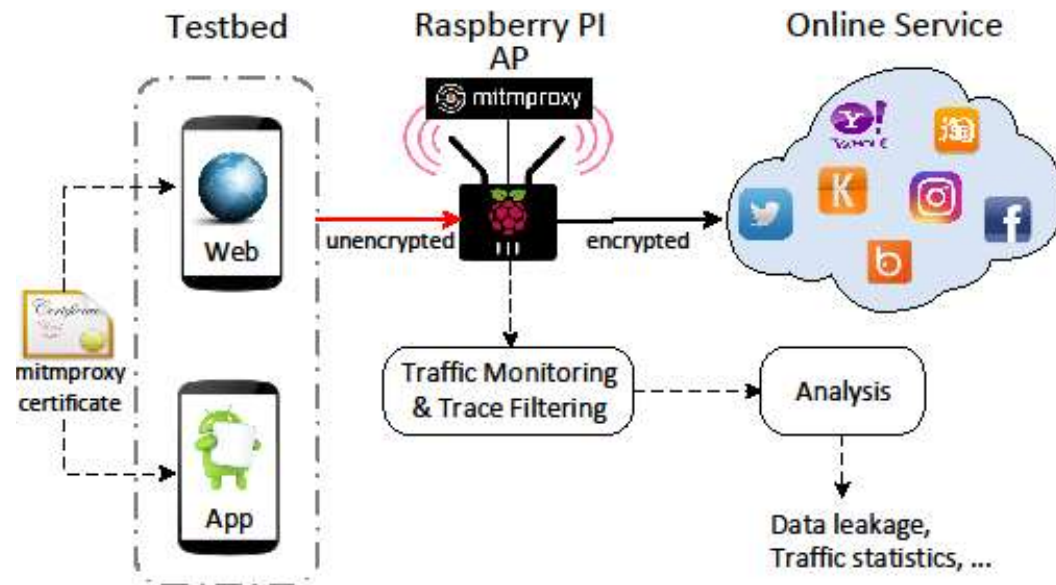 Testbed
Raspberry PI
AP
Online Service
mitmproxy
Web
unencrypted
encrypted
mitmproxy
certificate
App
Traffic Monitoring
& Trace Filtering
Analysis
Data leakage,
Traffic statistics, ...
淘
K
f
b
Y!